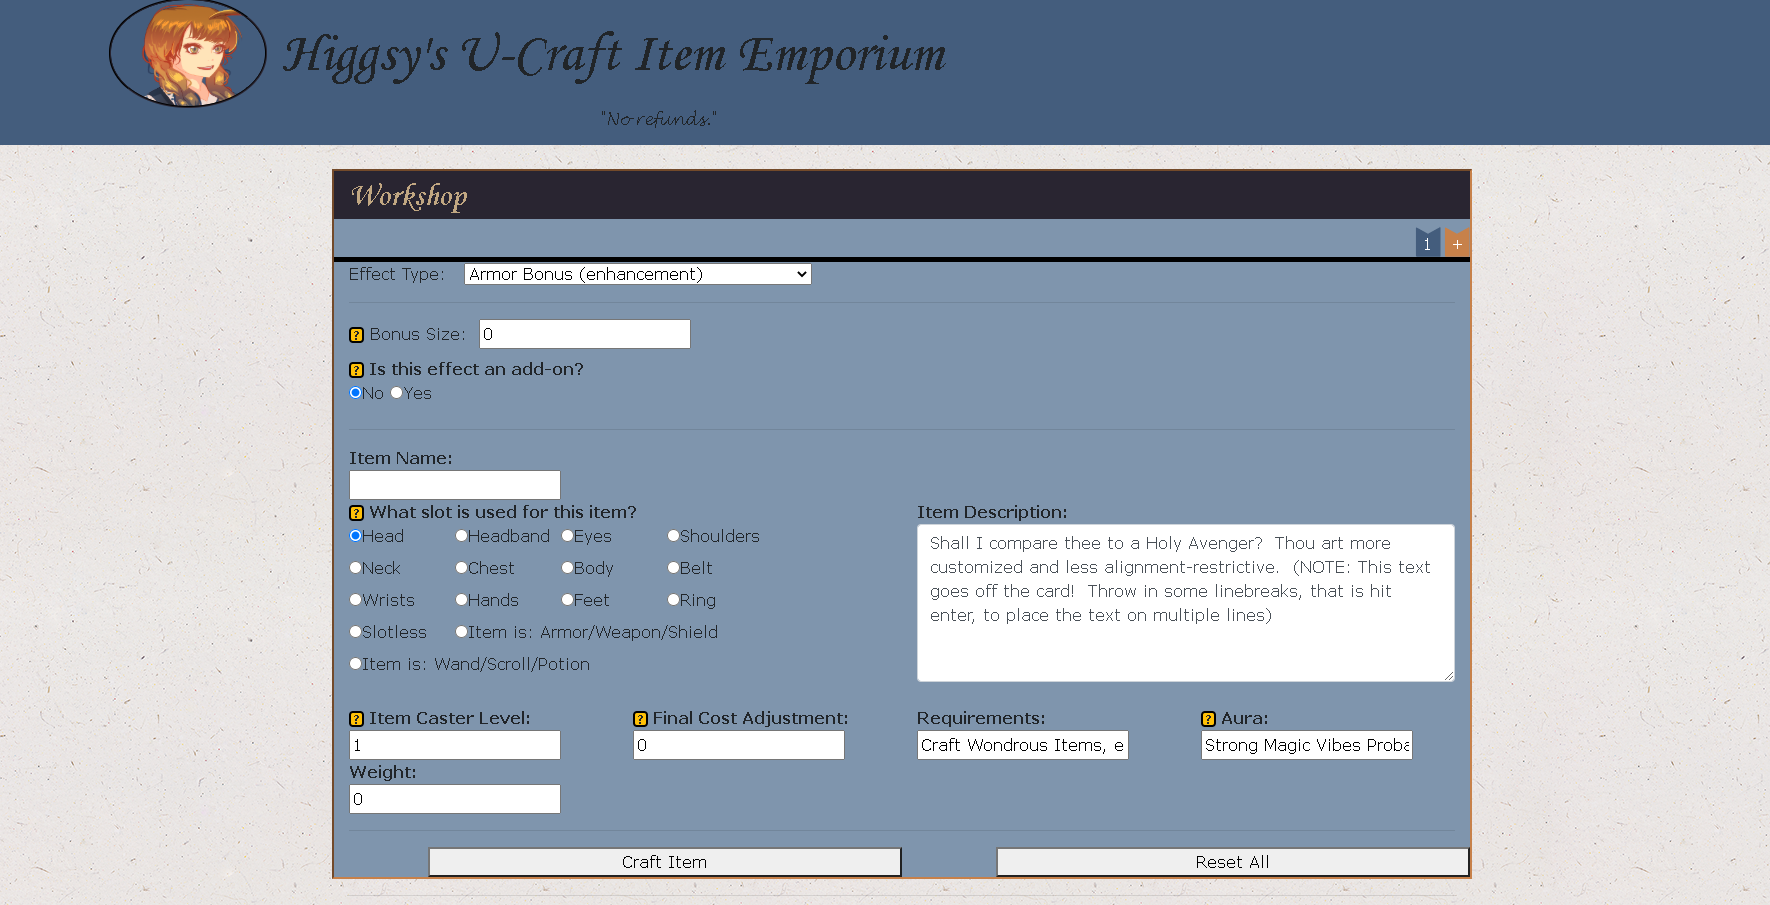 Higgsy's U-Craft Item Emporium
"No refunds."
Workshop
1 +
Effect Type: Armor Bonus (enhancement)
? Bonus Size: 0
? Is this effect an add-on?
No Yes
Item Name:
? What slot is used for this item?
Head Headband Eyes Shoulders
Neck Chest Body Belt
Wrists Hands Feet Ring
Slotless Item is: Armor/Weapon/Shield
Item is: Wand/Scroll/Potion
Item Description:
Shall I compare thee to a Holy Avenger? Thou art more
customized and less alignment-restrictive. (NOTE: This text
goes off the card! Throw in some linebreaks, that is hit
enter, to place the text on multiple lines)
? Item Caster Level: ? Final Cost Adjustment: Requirements: ? Aura:
1 0 Craft Wondrous Items, e Strong Magic Vibes Proba
Weight:
0
Craft Item Reset All